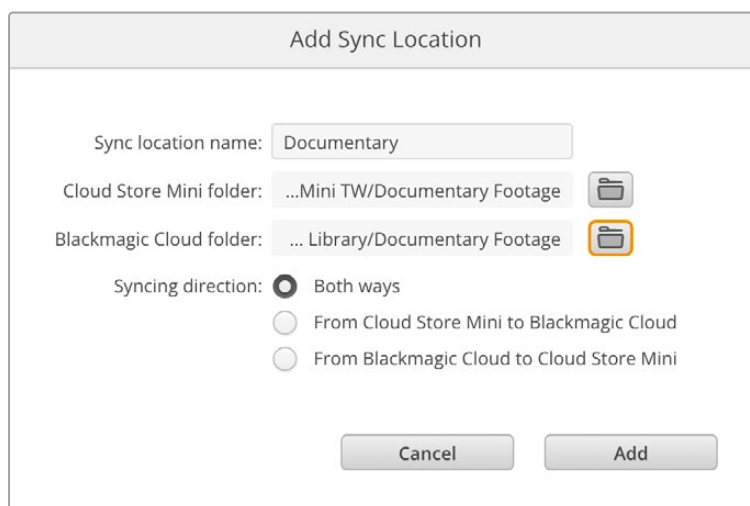 Add Sync Location
Sync location name: Documentary
Cloud Store Mini folder: ...Mini TW/Documentary Footage
Blackmagic Cloud folder: ... Library/Documentary Footage
Syncing direction: Both ways
From Cloud Store Mini to Blackmagic Cloud
From Blackmagic Cloud to Cloud Store Mini
Cancel Add